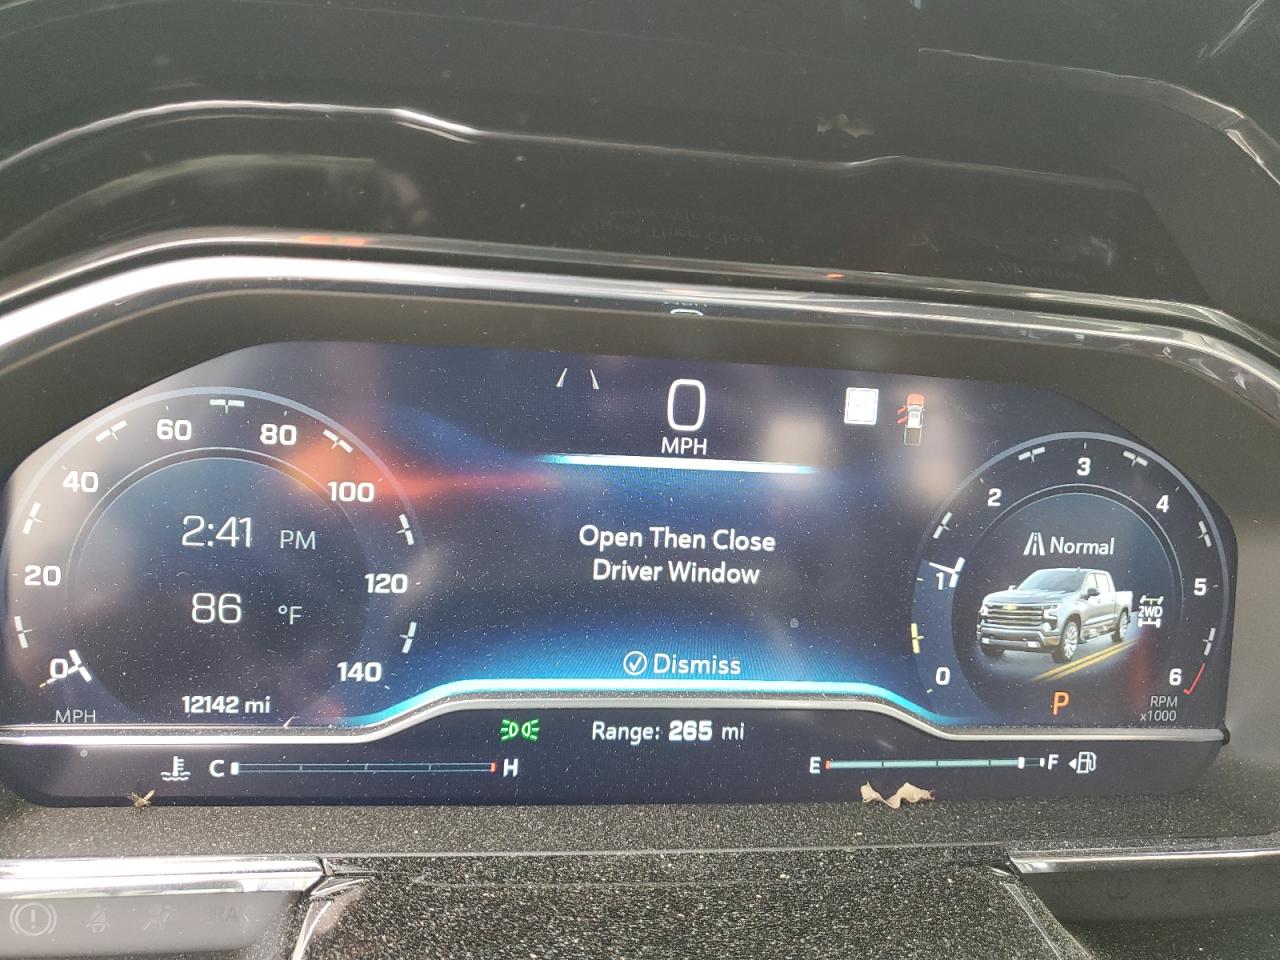 0
MPH
60
80
40
100
20
120
0
140
2:41 PM
86 °F
12142 mi
MPH
Open Then Close
Driver Window
Dismiss
3
2
4
1
5
0
6
Normal
2WD
P
RPM
x1000
Range: 265 mi
C H
E F